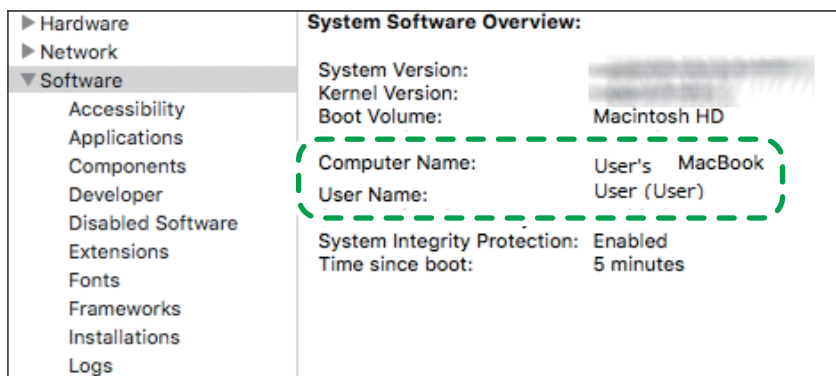 Hardware
Network
Software
Accessibility
Applications
Components
Developer
Disabled Software
Extensions
Fonts
Frameworks
Installations
Logs
System Software Overview:
System Version:
Kernel Version:
Boot Volume: Macintosh HD
Computer Name: User's MacBook
User Name: User (User)
System Integrity Protection: Enabled
Time since boot: 5 minutes